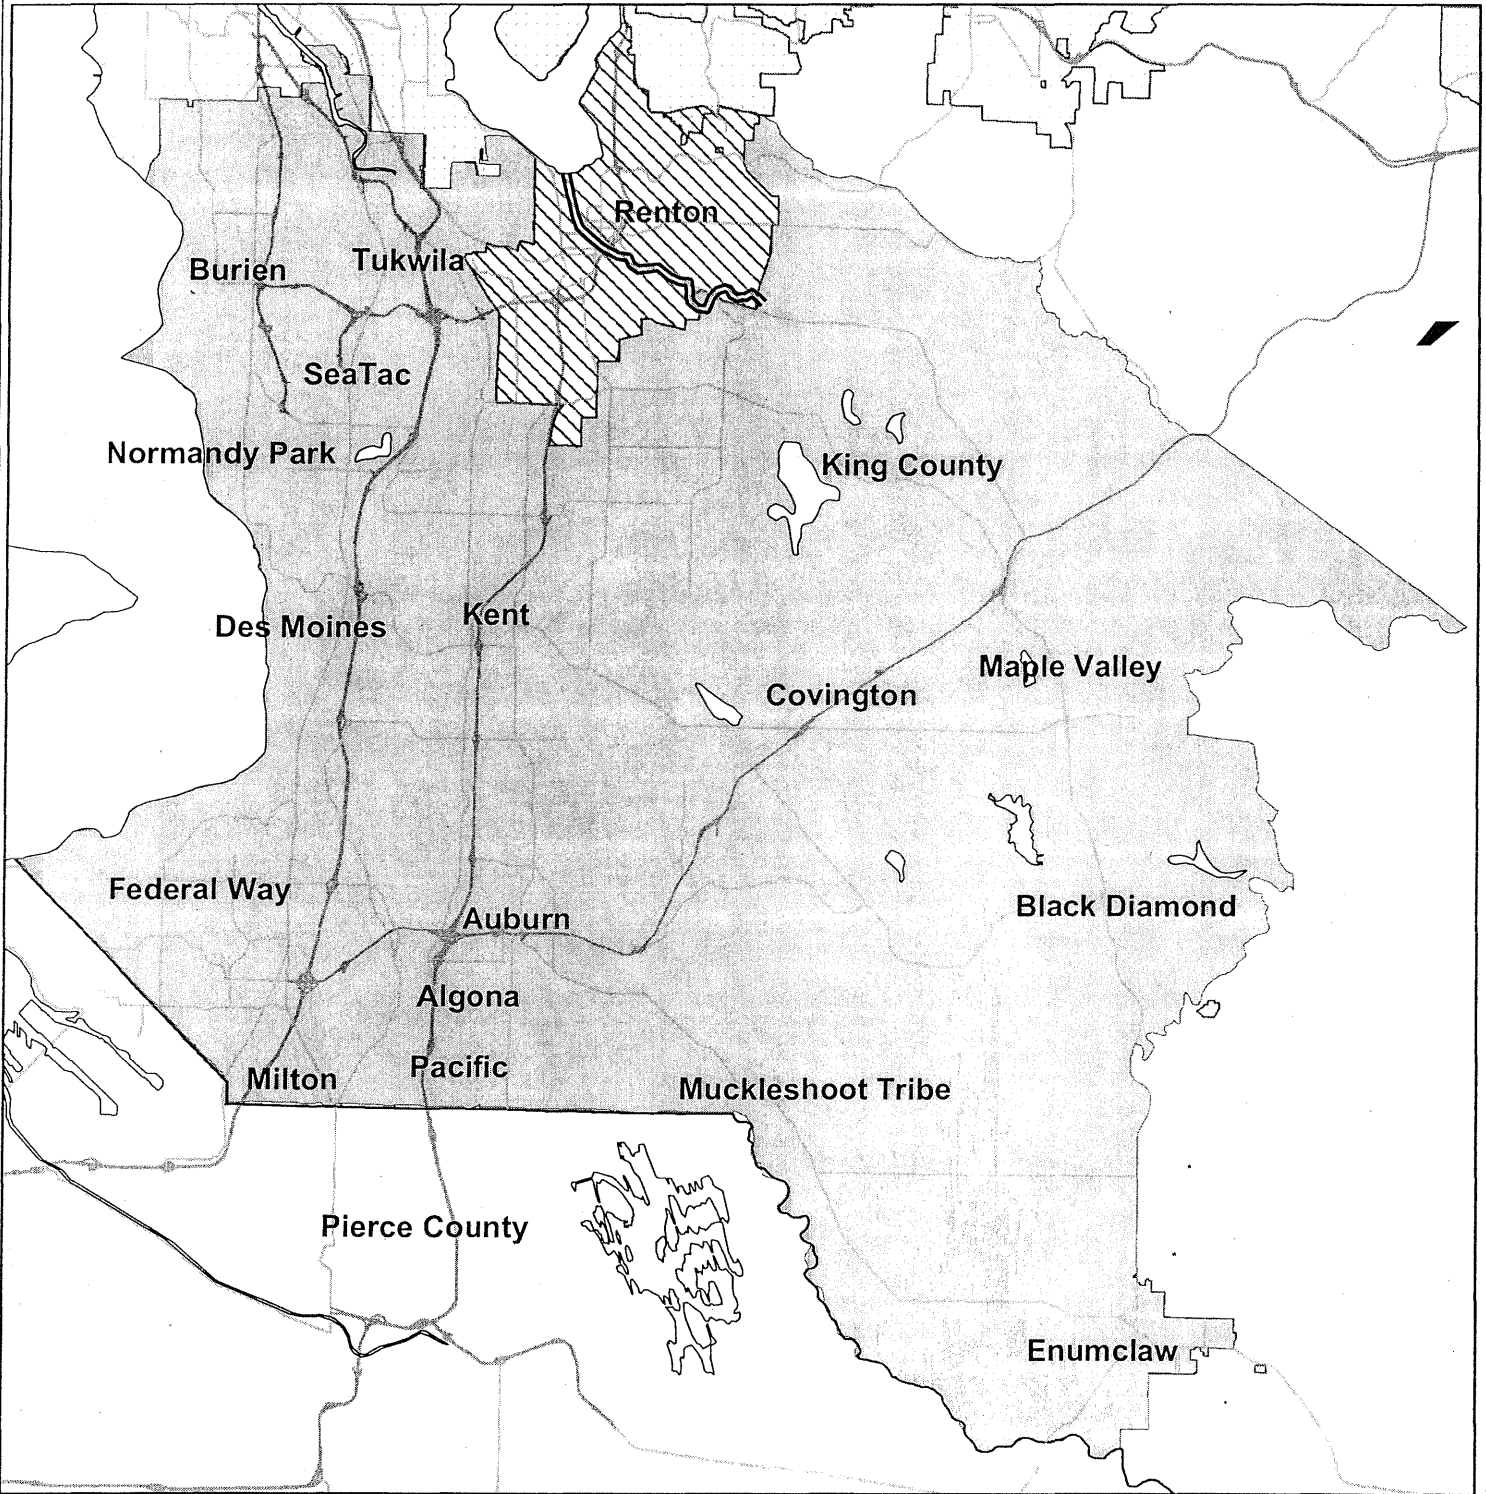 Renton
Burien
Tukwila
SeaTac
Normandy Park
King County
Des Moines
Kent
Maple Valley
Covington
Federal Way
Auburn
Black Diamond
Algona
Milton
Pacific
Muckleshoot Tribe
Pierce County
Enumclaw